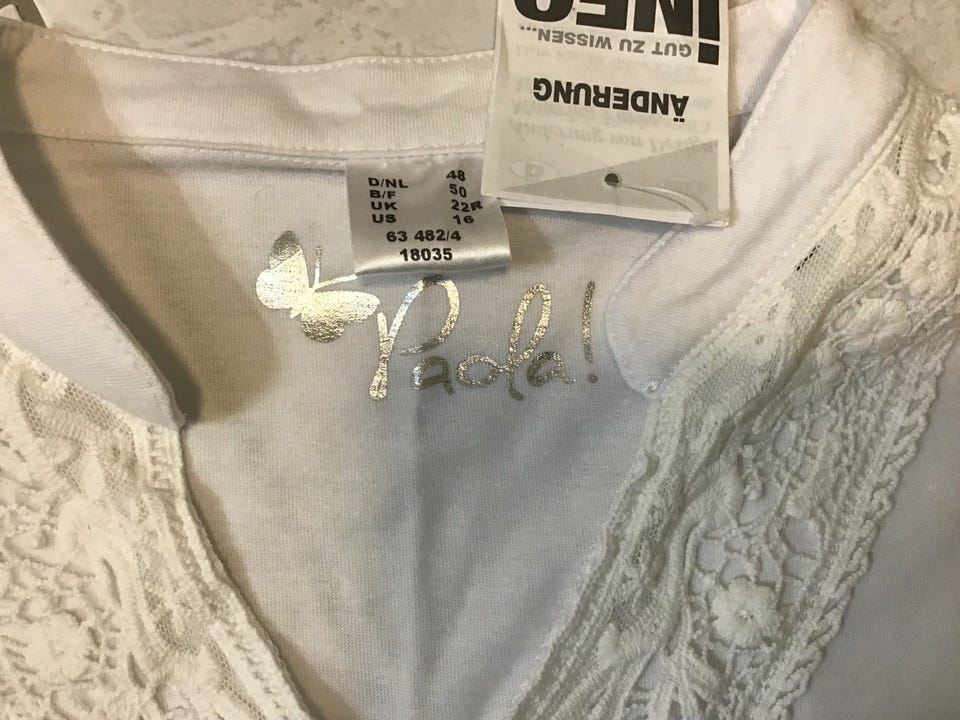 iNFO
GUT ZU WISSEN...
ÄNDERUNG
D/NL 48
B/F 50
UK 22R
US 16
63 482/4
18035
Paola!